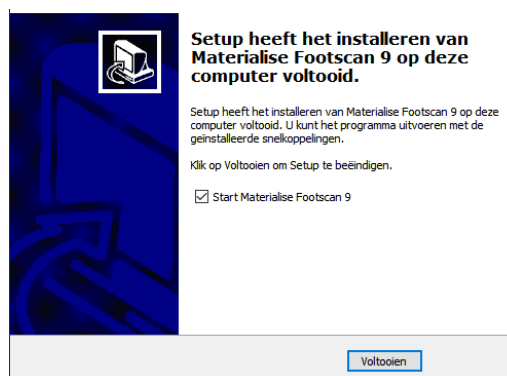 Setup heeft het installeren van
Materialise Footscan 9 op deze
computer voltooid.
Setup heeft het installeren van Materialise Footscan 9 op deze
computer voltooid. U kunt het programma uitvoeren met de
geïnstalleerde snelkoppelingen.
Klik op Voltooien om Setup te beëindigen.
Start Materialise Footscan 9
Voltooien